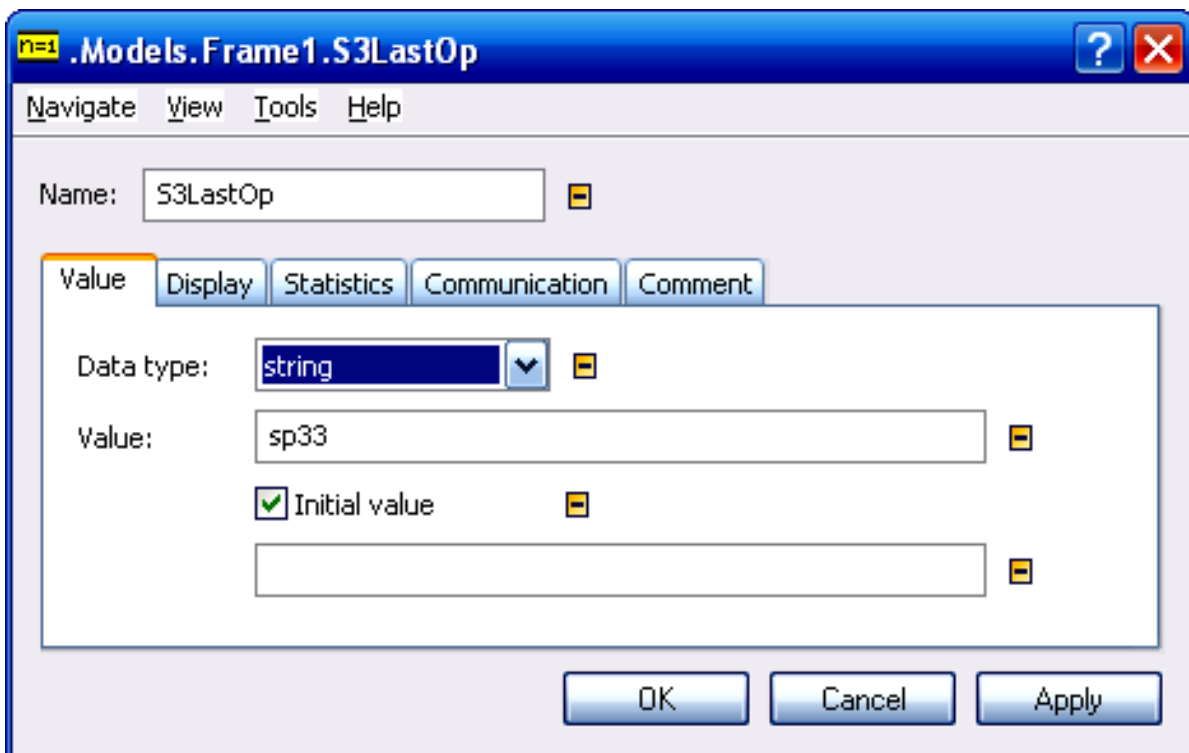 n=1 .Models.Frame1.S3LastOp ?
Navigate View Tools Help
Name: S3LastOp
Value Display Statistics Communication Comment
Data type: string
Value: sp33
Initial value
OK Cancel Apply